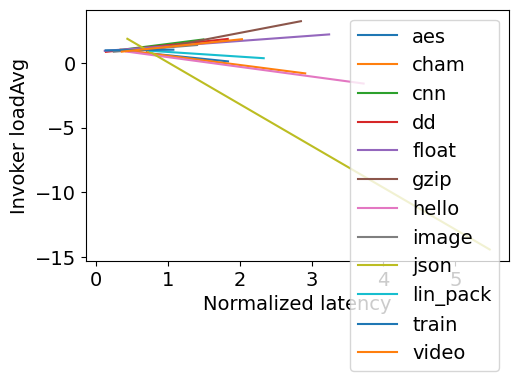 Invoker loadAvg
0
−5
−10
−15
0
1
2
3
4
5
Normalized latency
aes
cham
cnn
dd
float
gzip
hello
image
json
lin_pack
train
video